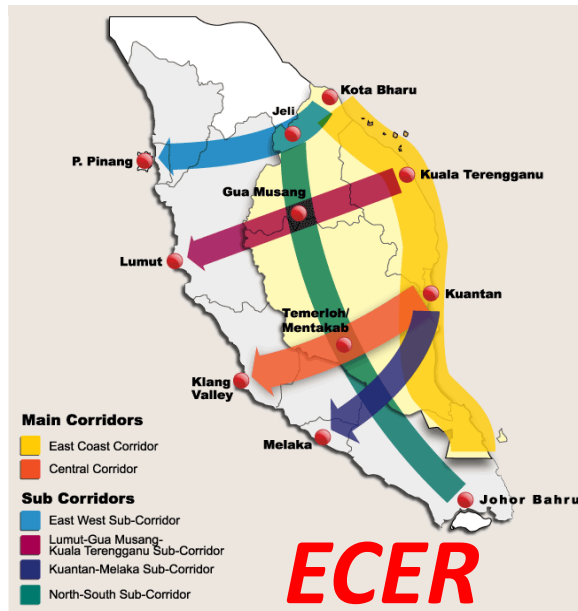 Kota Bharu
Jeli
P. Pinang
Kuala Terengganu
Gua Musang
Lumut
Kuantan
Temerloh/
Mentakab
Klang
Valley
Melaka
Johor Bahru
Main Corridors
East Coast Corridor
Central Corridor
Sub Corridors
East West Sub-Corridor
Lumut-Gua Musang-
Kuala Terengganu Sub-Corridor
Kuantan-Melaka Sub-Corridor
North-South Sub-Corridor
ECER